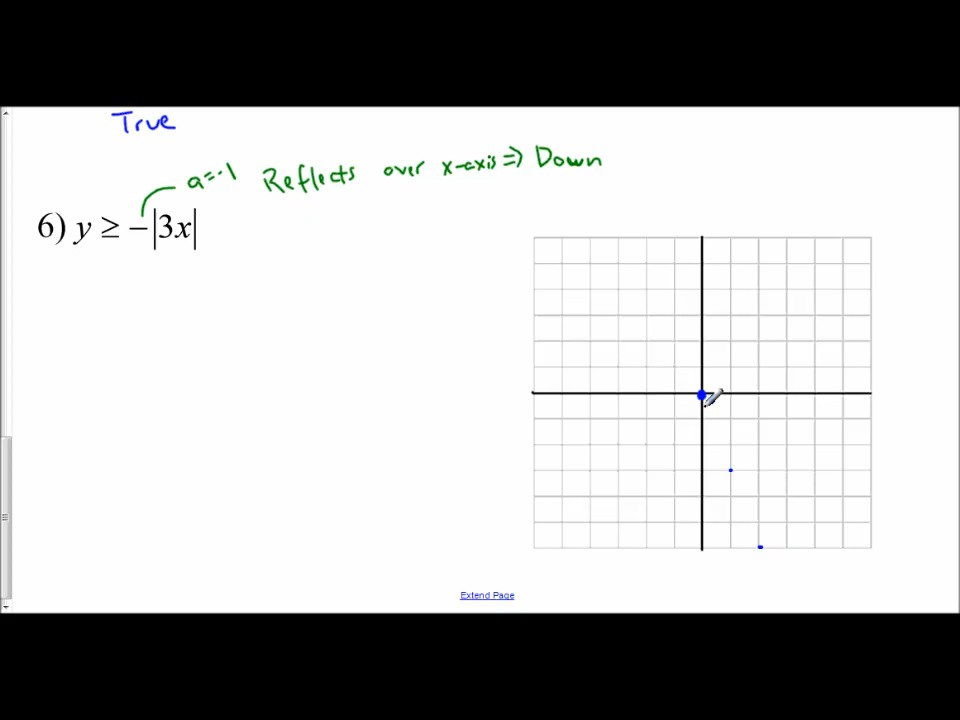 True
a=-1 Reflects over x-axis => Down
6) y ≥ -|3x|
Extend Page